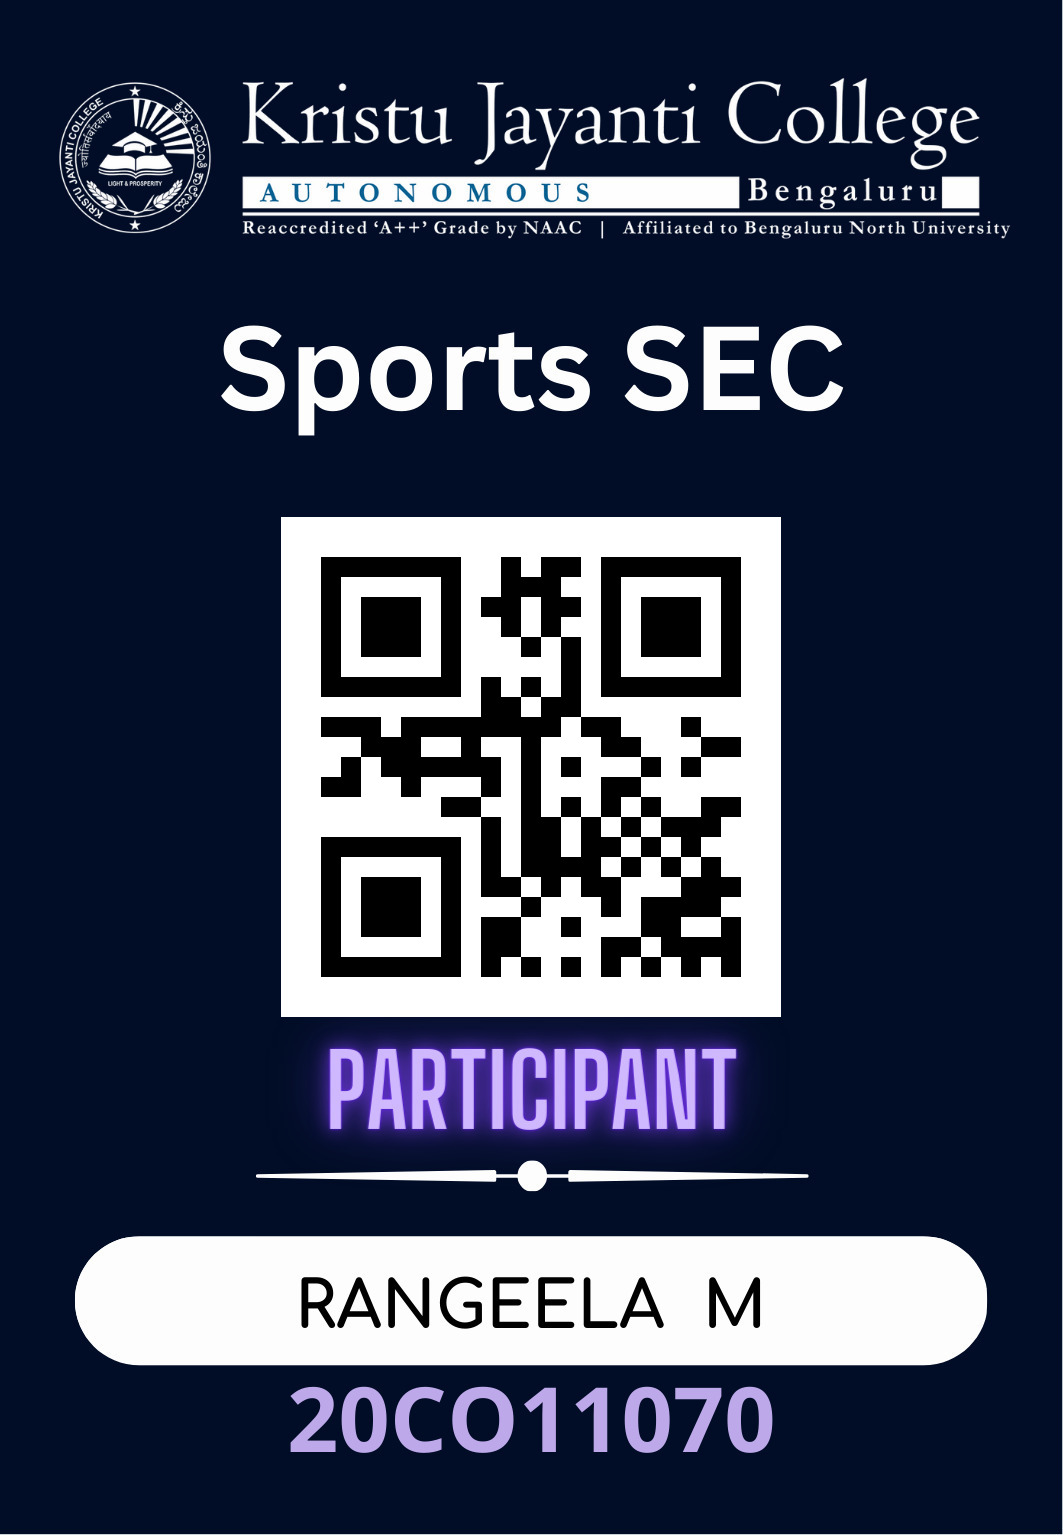 KRISTU JAYANTI COLLEGE
LIGHT & PROSPERITY
Kristu Jayanti College
AUTONOMOUS Bengaluru
Reaccredited ‘A++’ Grade by NAAC | Affiliated to Bengaluru North University
Sports SEC
PARTICIPANT
RANGEELA M
20CO11070